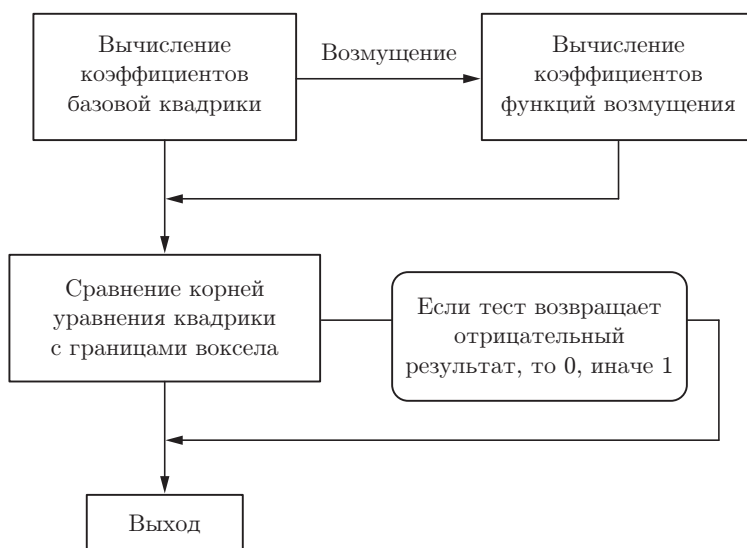 Вычисление
коэффициентов
базовой квадрики
Возмущение
Вычисление
коэффициентов
функций возмущения
Сравнение корней
уравнения квадрики
с границами воксела
Если тест возвращает
отрицательный
результат, то 0, иначе 1
Выход